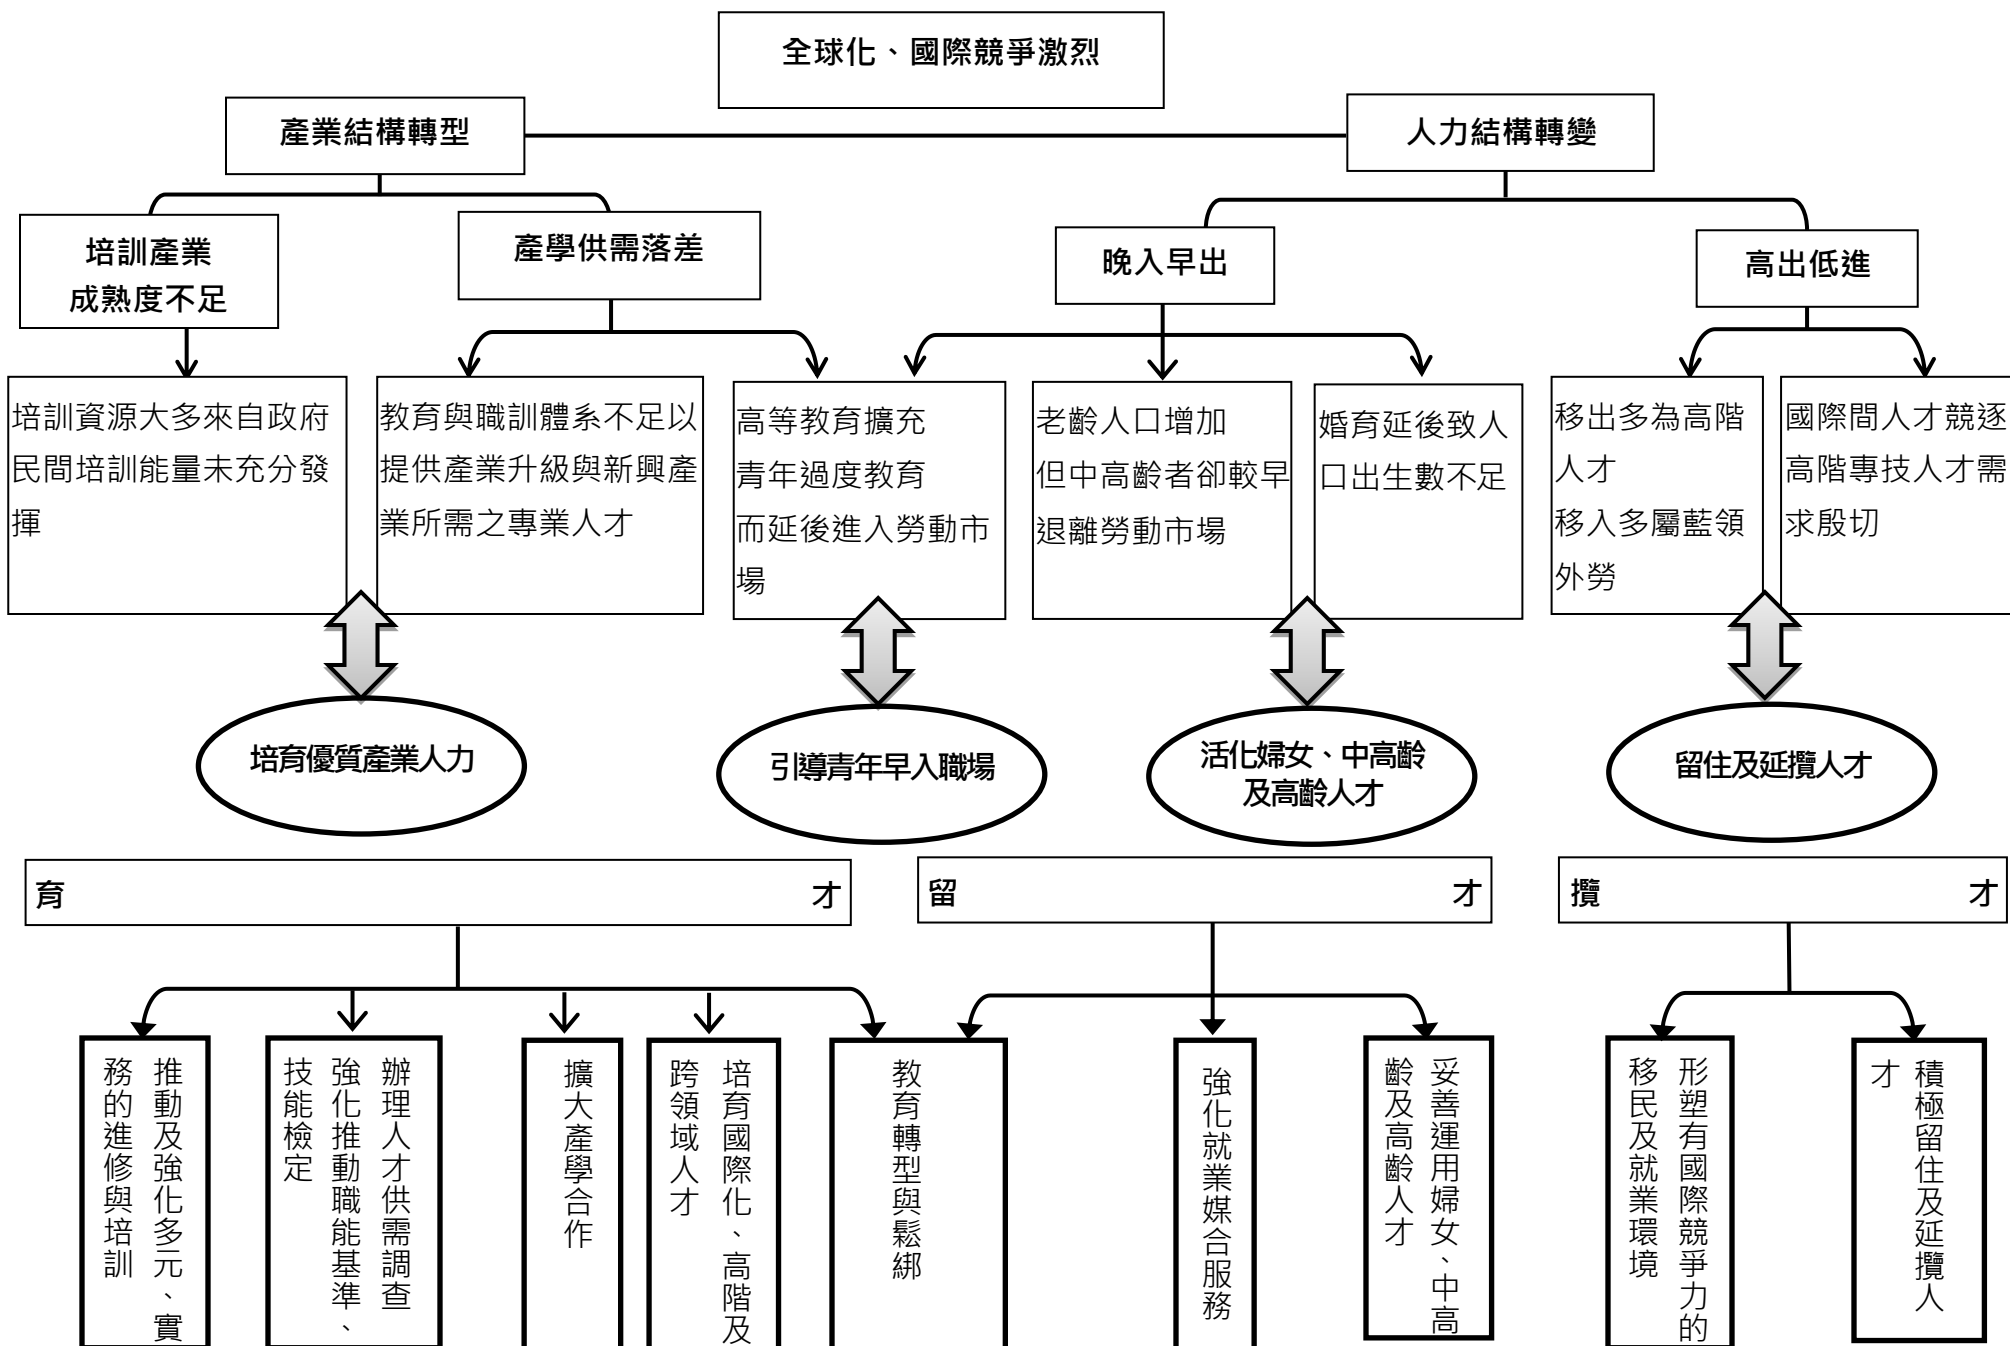 全球化、國際競爭激烈
產業結構轉型
人力結構轉變
培訓產業
成熟度不足
產學供需落差
晚入早出
高出低進
培訓資源大多來自政府
民間培訓能量未充分發
揮
教育與職訓體系不足以
提供產業升級與新興產
業所需之專業人才
高等教育擴充
青年過度教育
而延後進入勞動市
場
老齡人口增加
但中高齡者卻較早
退離勞動市場
婚育延後致人
口出生數不足
移出多為高階
人才
移入多屬藍領
外勞
國際間人才競逐
高階專技人才需
求殷切
培育優質產業人力
引導青年早入職場
活化婦女、中高齡
及高齡人才
留住及延攬人才
育才
留才
攬才
推動及強化多元、實
務的進修與培訓
辦理人才供需調查
強化推動職能基準、
技能檢定
擴大產學合作
培育國際化、高階及
跨領域人才
教育轉型與鬆綁
強化就業媒合服務
妥善運用婦女、中高
齡及高齡人才
形塑有國際競爭力的
移民及就業環境
積極留住及延攬人
才